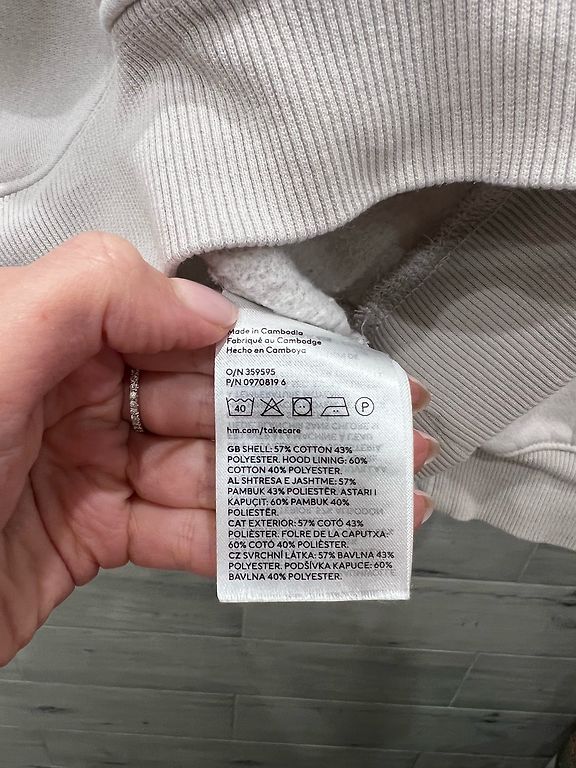 Made in Cambodia
Fabriqué au Cambodge
Hecho en Camboya
O/N 359595
P/N 0970819 6
40 P
hm.com/takecare
GB SHELL: 57% COTTON 43%
POLYESTER. HOOD LINING: 60%
COTTON 40% POLYESTER.
AL SHTRESA E JASHTME: 57%
PAMBUK 43% POLIESTËR. ASTARI I
KAPUÇIT: 60% PAMBUK 40%
POLIESTËR.
CAT EXTERIOR: 57% COTÓ 43%
POLIÈSTER. FOLRE DE LA CAPUTXA:
60% COTÓ 40% POLIÈSTER.
CZ SVRCHNÍ LÁTKA: 57% BAVLNA 43%
POLYESTER. PODŠÍVKA KAPUCE: 60%
BAVLNA 40% POLYESTER.